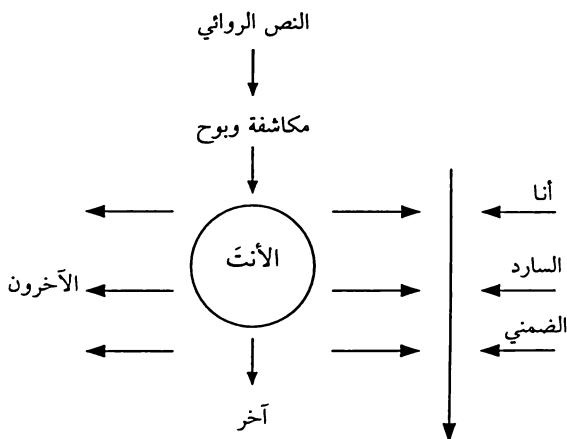 النص الروائي
مكاشفة وبوح
أنا
الأنتَ
السارد
الآخرون
الضمني
آخر